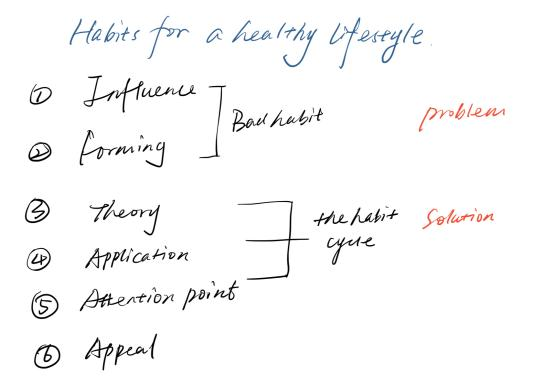 Habits for a healthy lifestyle.
① Influence
② Forming
Bad habit
problem
③ Theory
④ Application
⑤ Attention point
the habit
cycle
Solution
⑥ Appeal